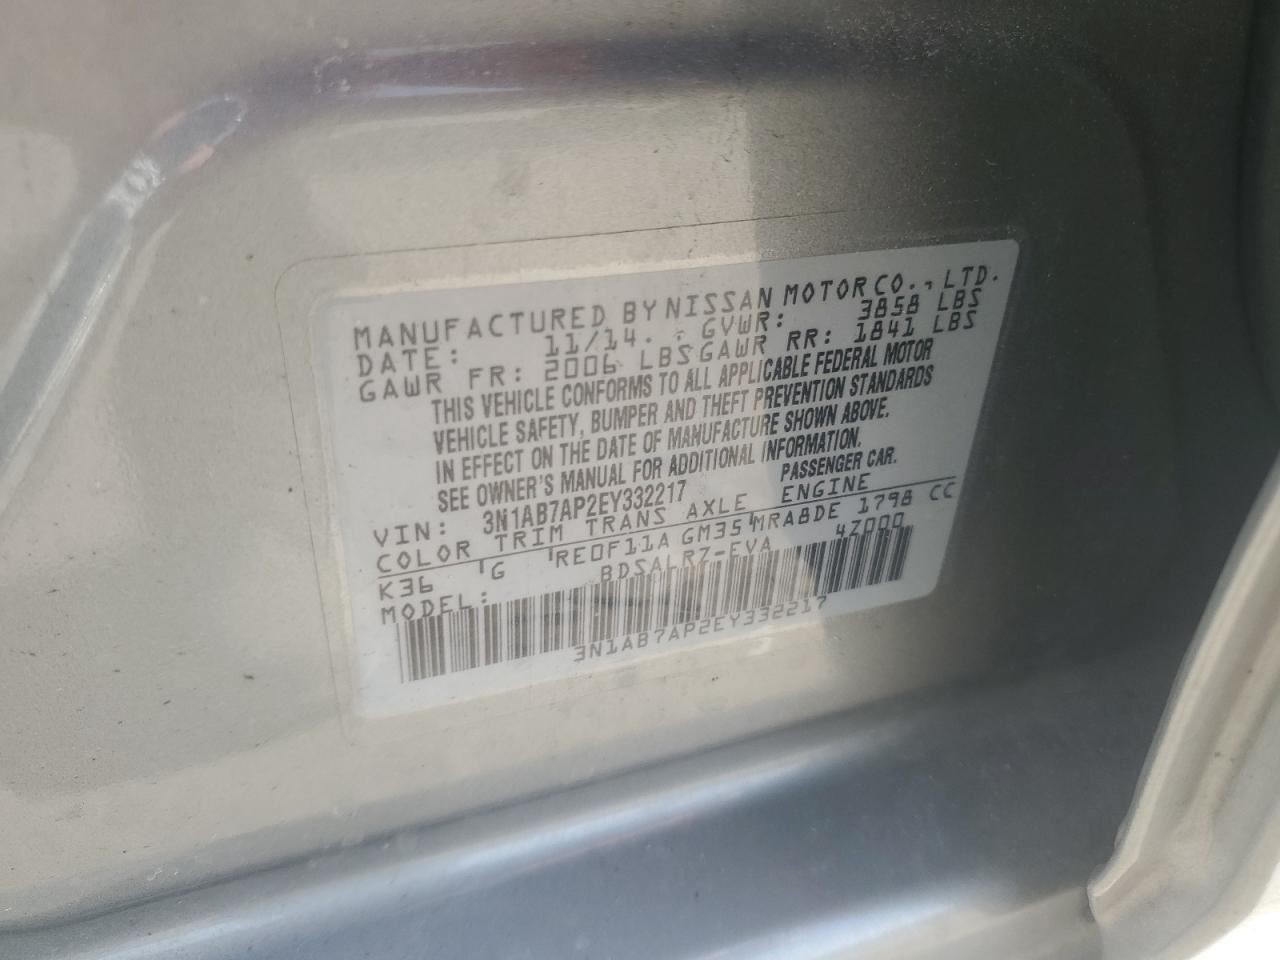 MANUFACTURED BY NISSAN MOTOR CO., LTD.
DATE: 11/14. GVWR: 3858 LBS
GAWR FR: 2006 LBS GAWR RR: 1841 LBS
THIS VEHICLE CONFORMS TO ALL APPLICABLE FEDERAL MOTOR
VEHICLE SAFETY, BUMPER AND THEFT PREVENTION STANDARDS
IN EFFECT ON THE DATE OF MANUFACTURE SHOWN ABOVE.
SEE OWNER'S MANUAL FOR ADDITIONAL INFORMATION.
VIN: 3N1AB7AP2EY332217 PASSENGER CAR.
COLOR TRIM TRANS AXLE ENGINE
K36 G RE0F11A GM35 MRA8DE 1798 CC
MODEL: BDSALRZ-EVA 4Z000
3N1AB7AP2EY332217